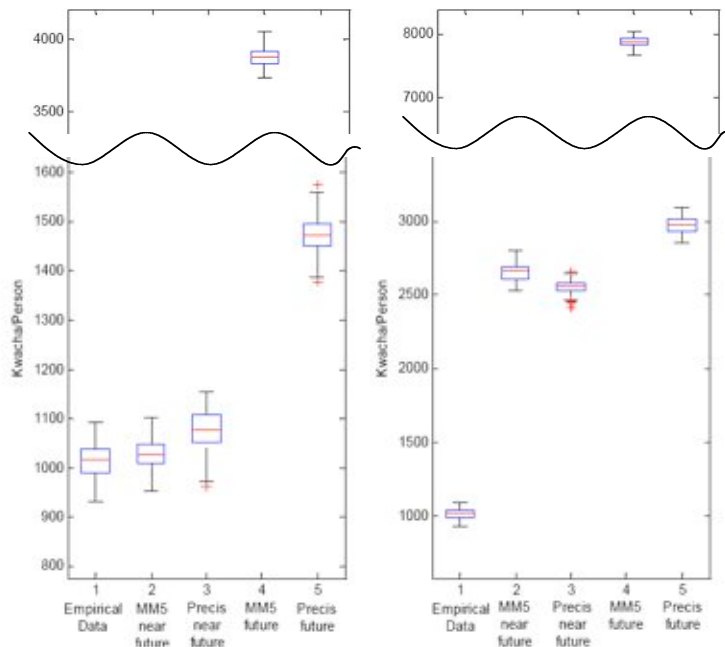 4000
3500
1600
1500
1400
1300
1200
1100
1000
900
800
Kwacha/Person
1 2 3 4 5
Empirical Data
MM5 near future
Precis near future
MM5 future
Precis future
8000
7000
3000
2500
2000
1500
1000
Kwacha/Person
1 2 3 4 5
Empirical Data
MM5 near future
Precis near future
MM5 future
Precis future